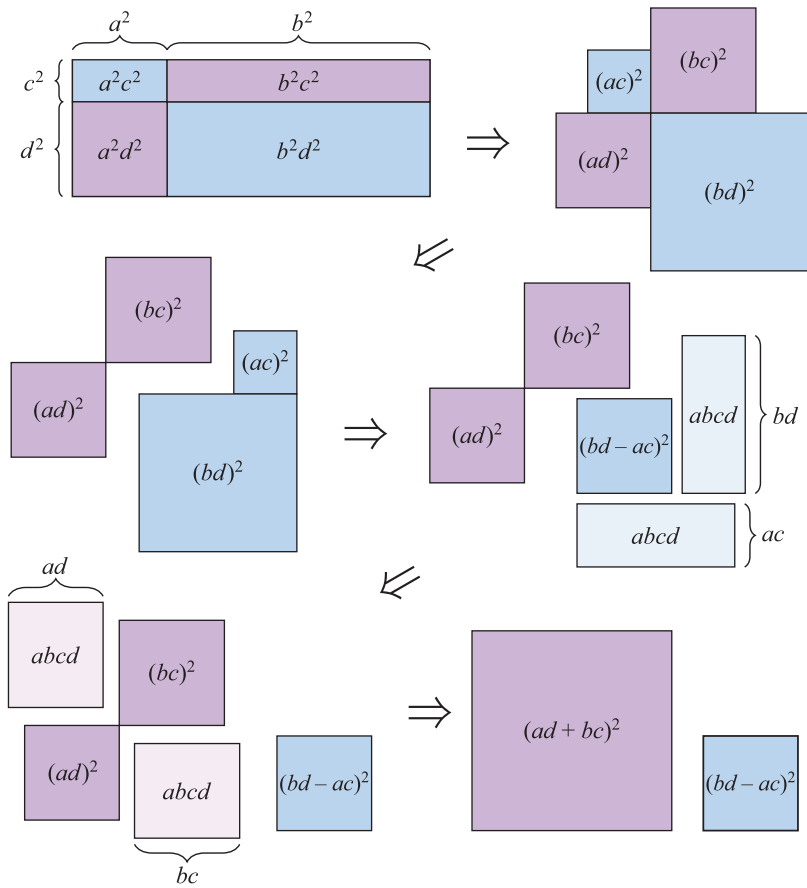 a² b²
c² a²c² b²c²
d² a²d² b²d²
(ac)² (bc)²
(ad)² (bd)²
(bc)²
(ac)²
(ad)²
(bd)²
(bc)²
(ad)² (bd – ac)² abcd bd
abcd ac
ad
abcd (bc)²
(ad)² abcd (bd – ac)²
bc
(ad + bc)²
(bd – ac)²